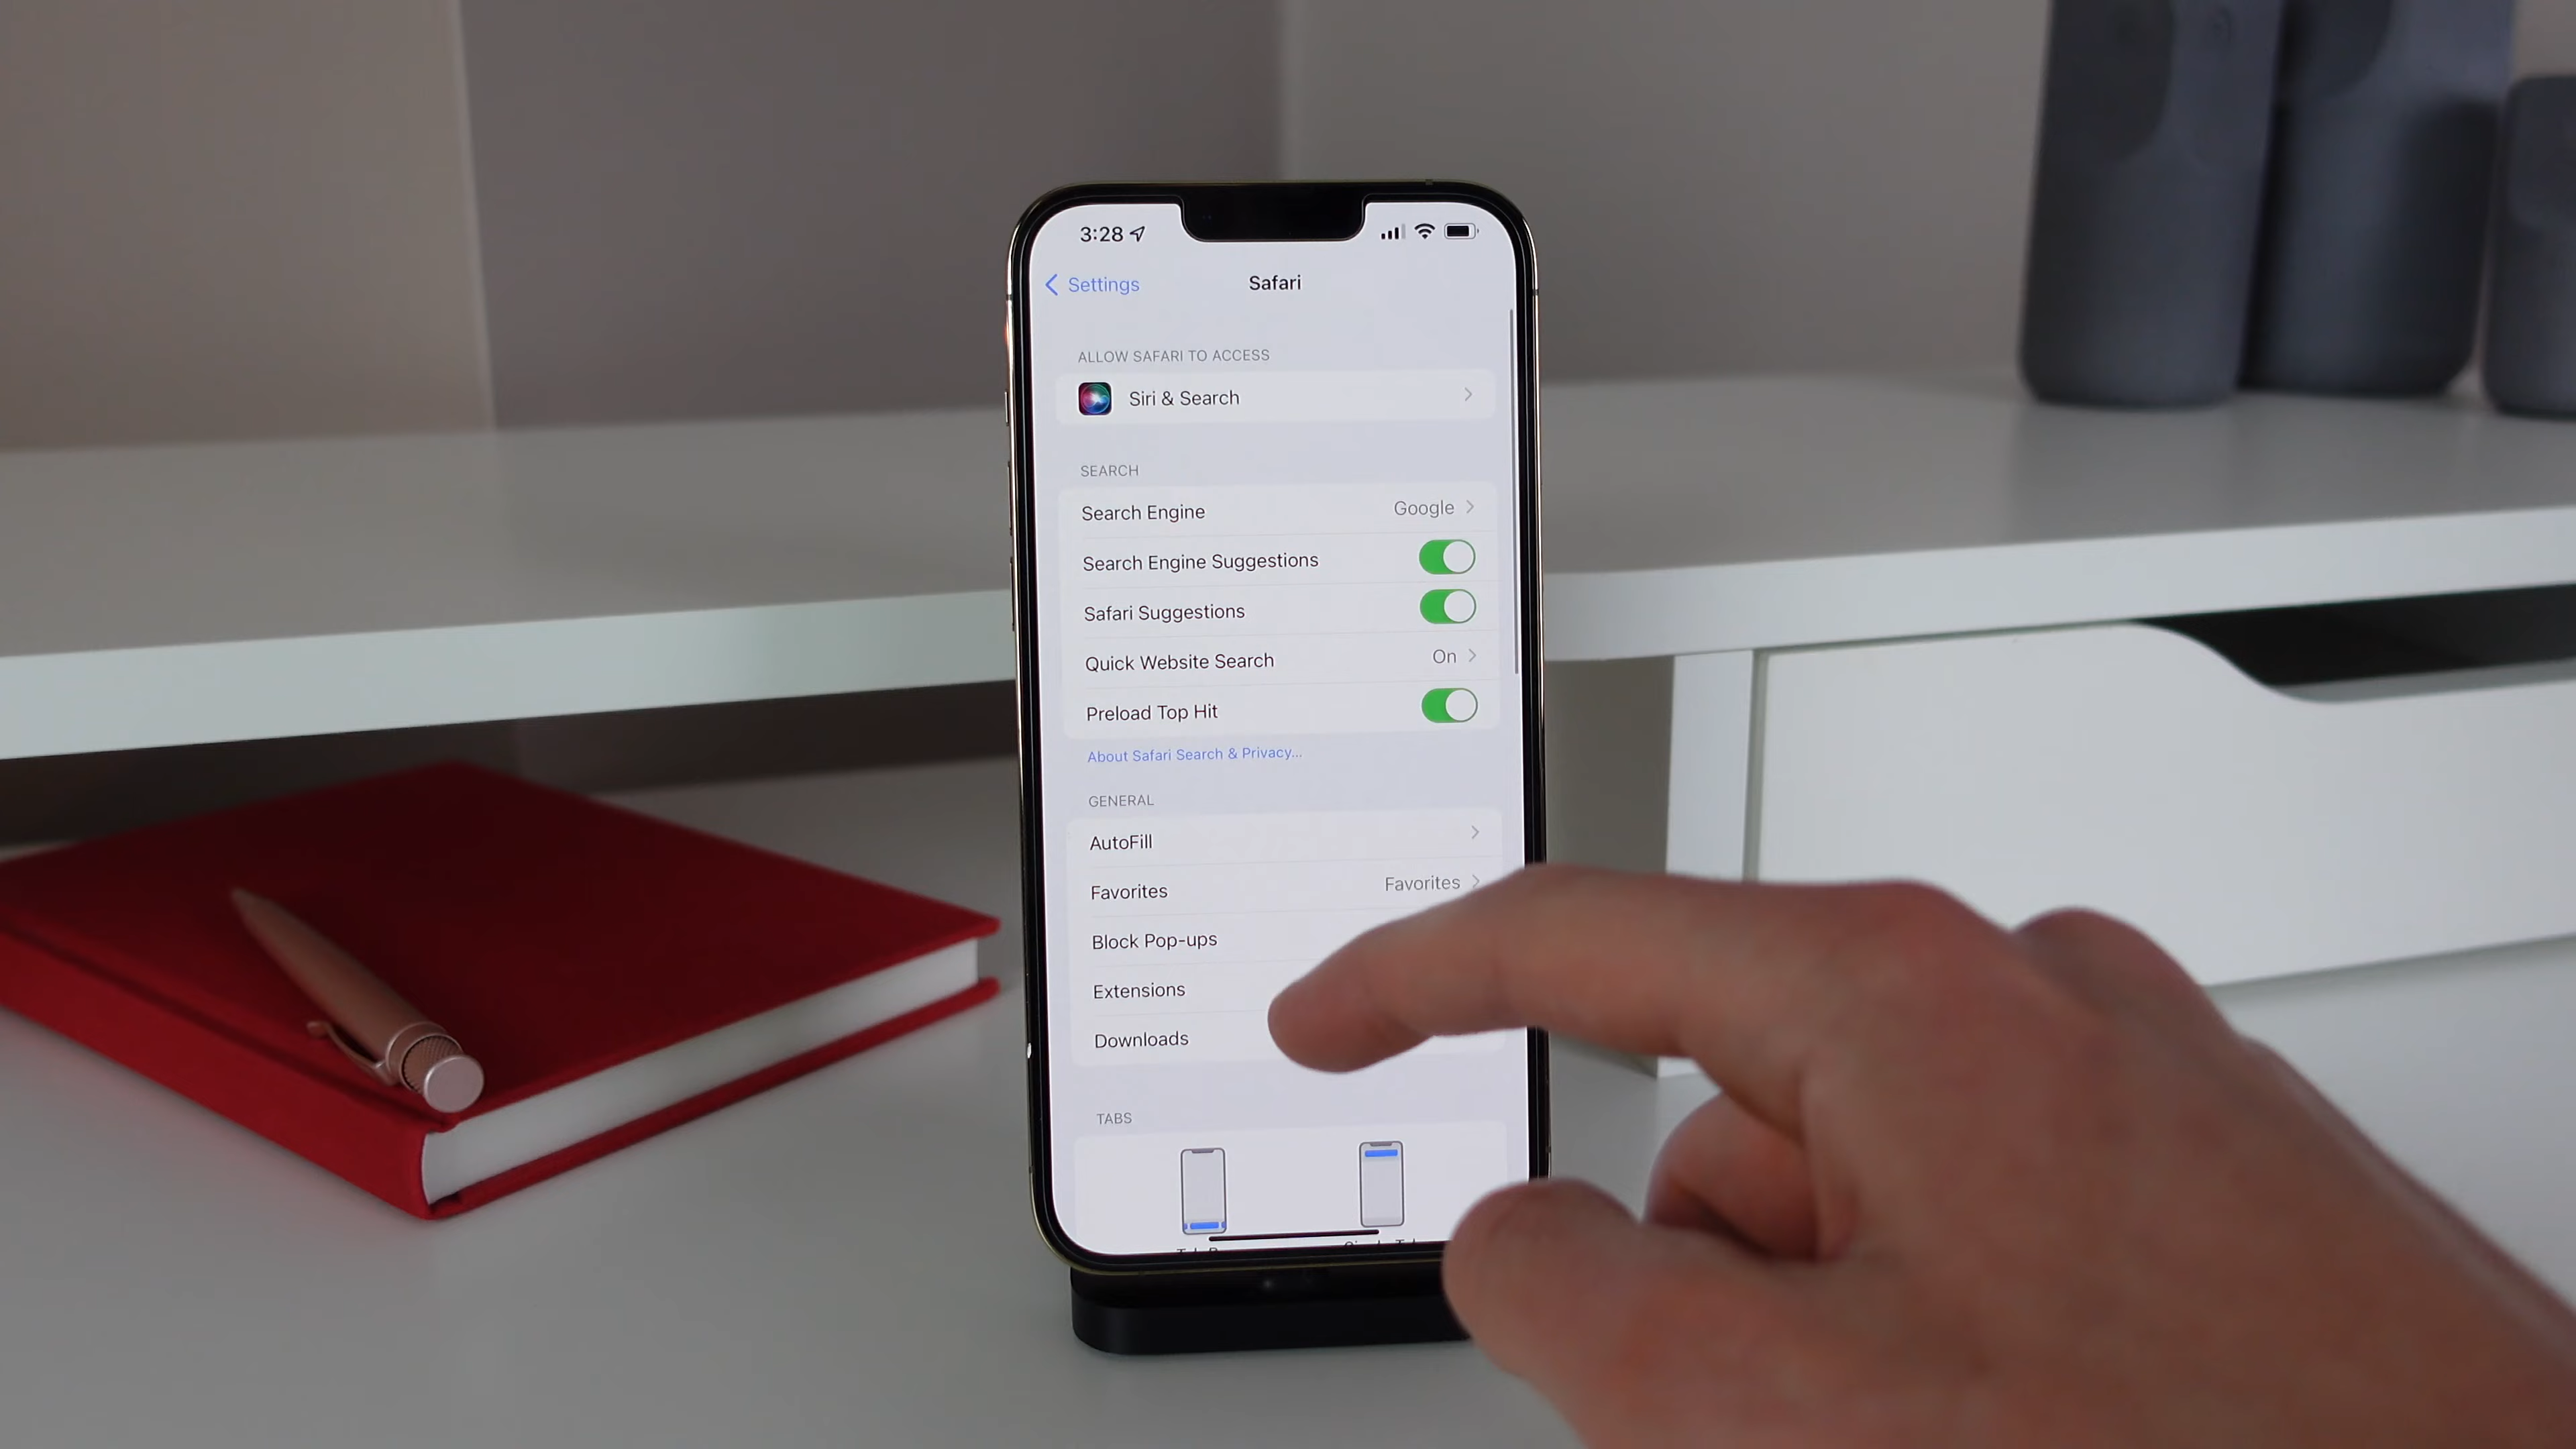 3:28
Settings
Safari
ALLOW SAFARI TO ACCESS
Siri & Search
SEARCH
Search Engine Google
Search Engine Suggestions
Safari Suggestions
Quick Website Search On
Preload Top Hit
About Safari Search & Privacy...
GENERAL
AutoFill
Favorites Favorites
Block Pop-ups
Extensions
Downloads
TABS